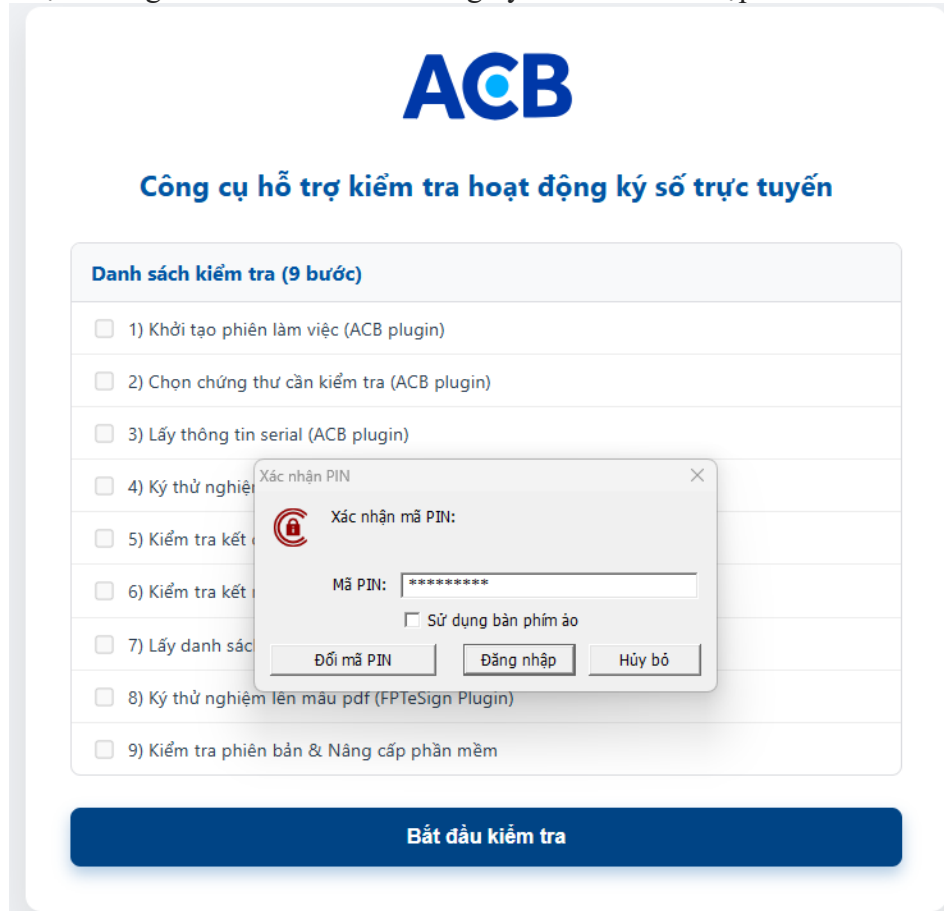 ACB
Công cụ hỗ trợ kiểm tra hoạt động ký số trực tuyến
Danh sách kiểm tra (9 bước)
1) Khởi tạo phiên làm việc (ACB plugin)
2) Chọn chứng thư cần kiểm tra (ACB plugin)
3) Lấy thông tin serial (ACB plugin)
4) Ký thử nghiệ
5) Kiểm tra kết
6) Kiểm tra kết
7) Lấy danh sác
8) Ký thử nghiệm lên mẫu pdf (FPTeSign Plugin)
9) Kiểm tra phiên bản & Nâng cấp phần mềm
Xác nhận PIN
Xác nhận mã PIN:
Mã PIN: *********
Sử dụng bàn phím ảo
Đổi mã PIN Đăng nhập Hủy bỏ
Bắt đầu kiểm tra